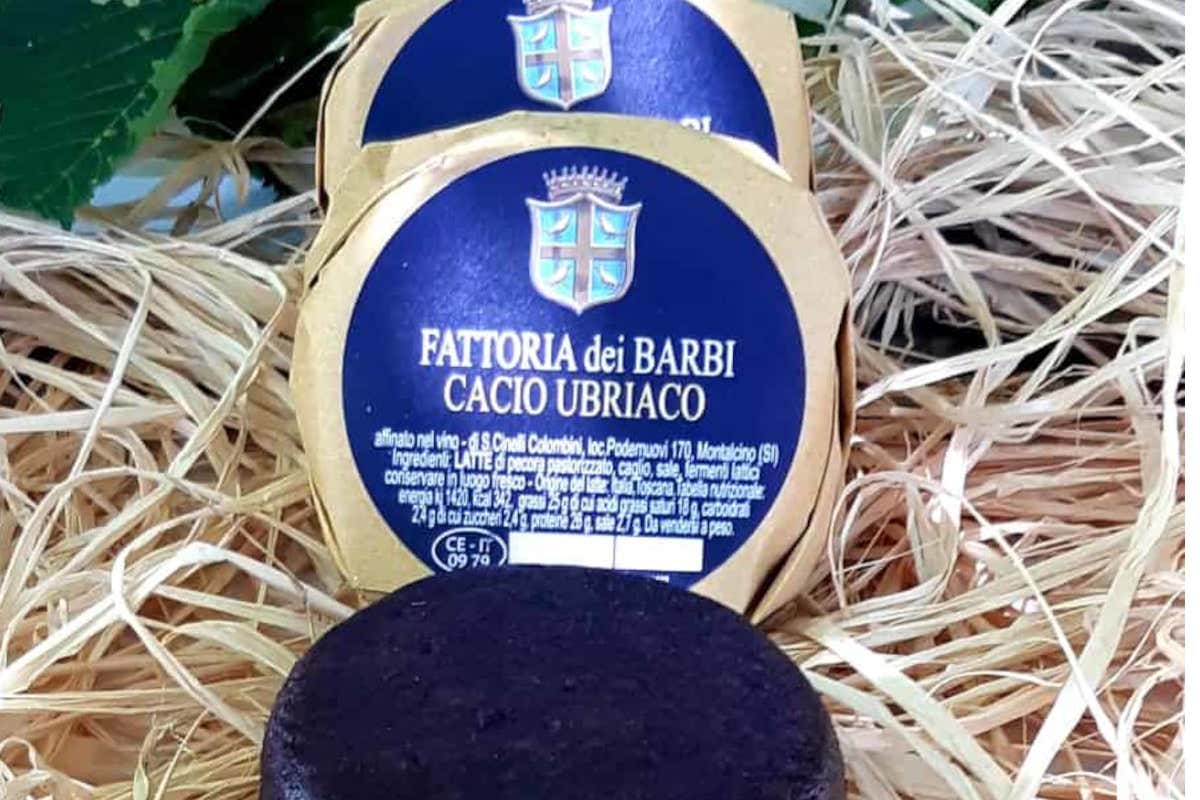 FATTORIA dei BARBI
CACIO UBRIACO
affinato nel vino - di S.Cinelli Colombini, loc.Podernuovi 170, Montalcino (SI)
Ingredienti: LATTE di pecora pastorizzato, caglio, sale, fermenti lattici
conservare in luogo fresco - Origine del latte: Italia,Toscana. Tabella nutrizionale:
energia kj 1420, kcal 342, grassi 25 g di cui acidi grassi saturi 18 g, carboidrati
2,4 g di cui zuccheri 2,4 g, proteine 26 g, sale 2,7 g. Da vendersi a peso.
CE - IT
09 79